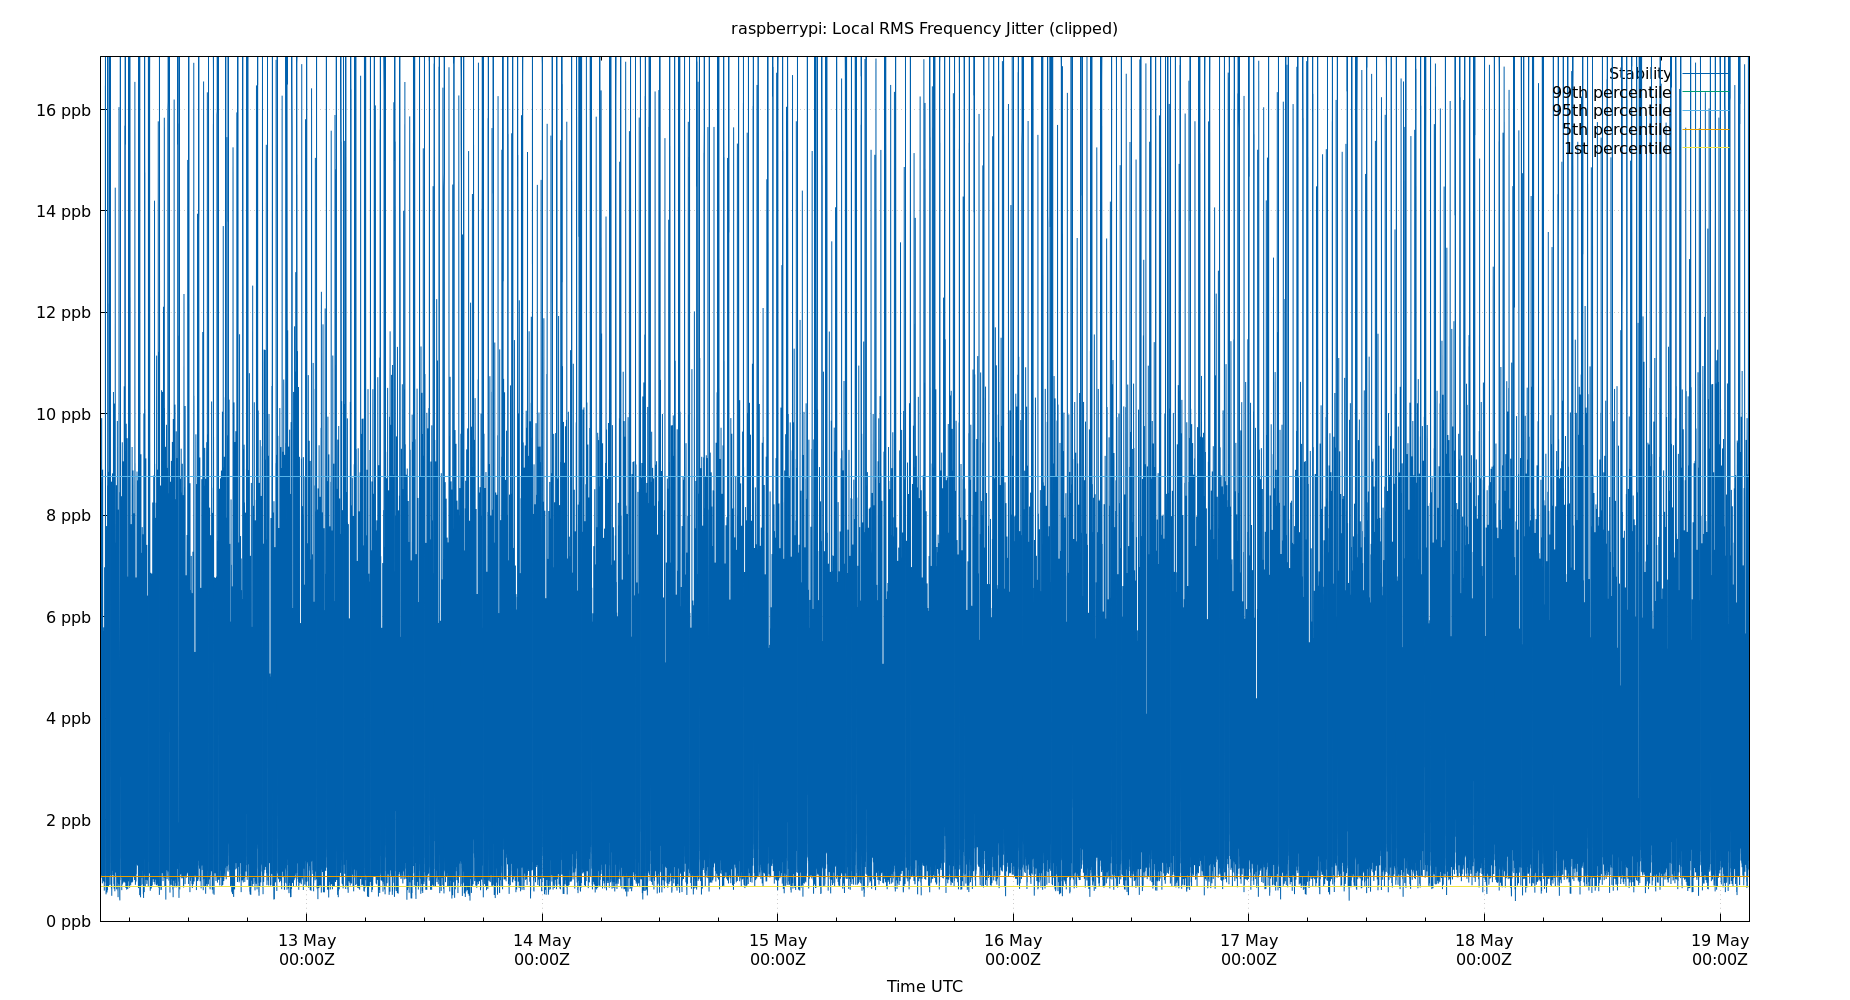 raspberrypi: Local RMS Frequency Jitter (clipped)
Stability
99th percentile
95th percentile
5th percentile
1st percentile
16 ppb
14 ppb
12 ppb
10 ppb
8 ppb
6 ppb
4 ppb
2 ppb
0 ppb
13 May 14 May 15 May 16 May 17 May 18 May 19 May
00:00Z 00:00Z 00:00Z 00:00Z 00:00Z 00:00Z 00:00Z
Time UTC